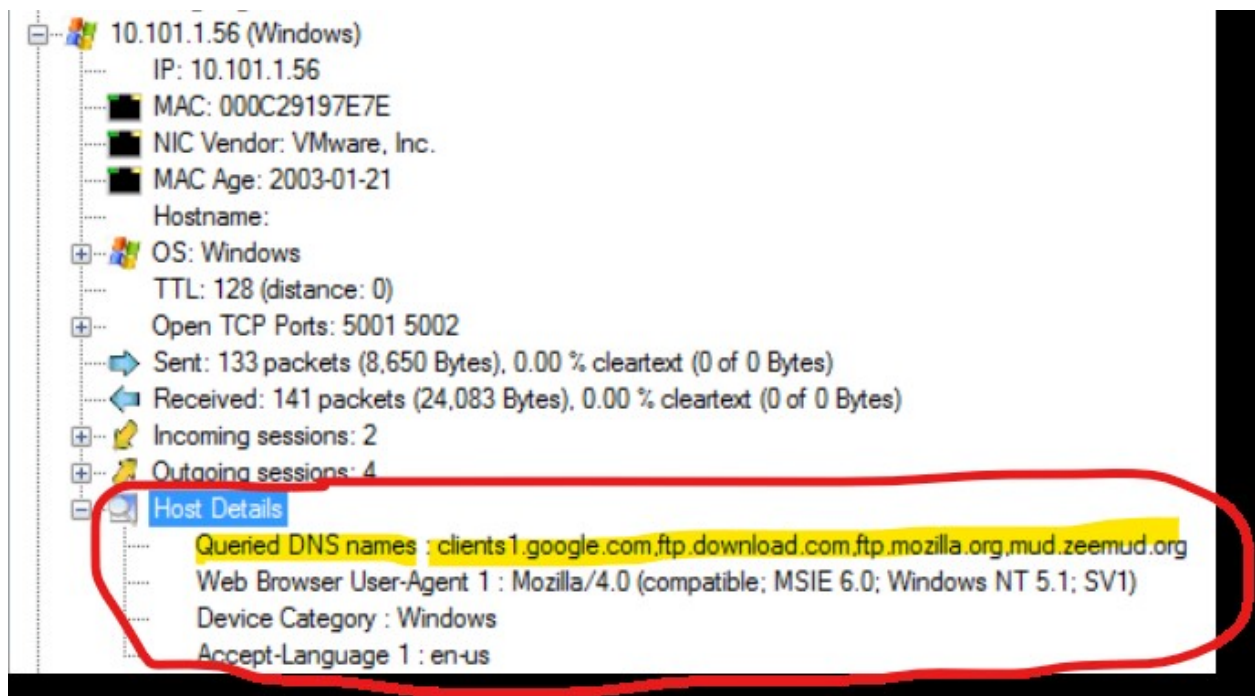 10.101.1.56 (Windows)
IP: 10.101.1.56
MAC: 000C29197E7E
NIC Vendor: VMware, Inc.
MAC Age: 2003-01-21
Hostname:
OS: Windows
TTL: 128 (distance: 0)
Open TCP Ports: 5001 5002
Sent: 133 packets (8,650 Bytes), 0.00 % cleartext (0 of 0 Bytes)
Received: 141 packets (24,083 Bytes), 0.00 % cleartext (0 of 0 Bytes)
Incoming sessions: 2
Outgoing sessions: 4
Host Details
Queried DNS names : clients1.google.com,ftp.download.com,ftp.mozilla.org,mud.zeemud.org
Web Browser User-Agent 1 : Mozilla/4.0 (compatible; MSIE 6.0; Windows NT 5.1; SV1)
Device Category : Windows
Accept-Language 1 : en-us